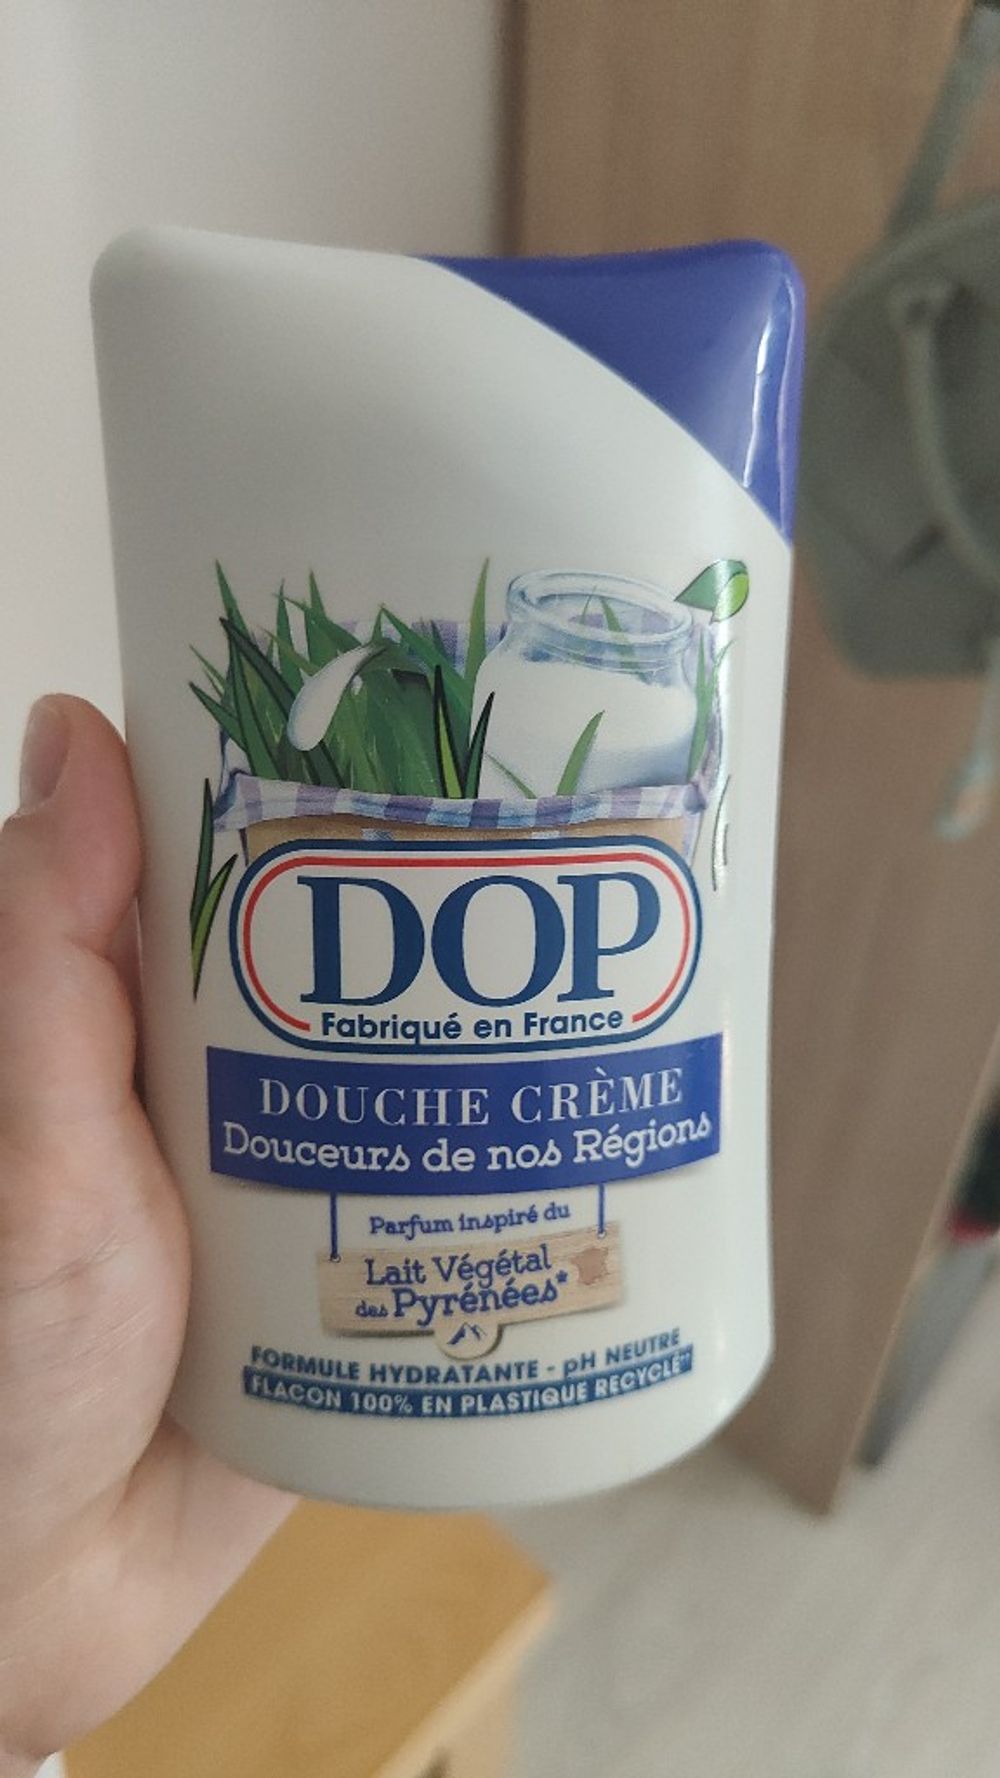 DOP
Fabriqué en France
DOUCHE CRÈME
Douceurs de nos Régions
Parfum inspiré du
Lait Végétal
des Pyrénées*
FORMULE HYDRATANTE - pH NEUTRE
FLACON 100% EN PLASTIQUE RECYCLÉ**